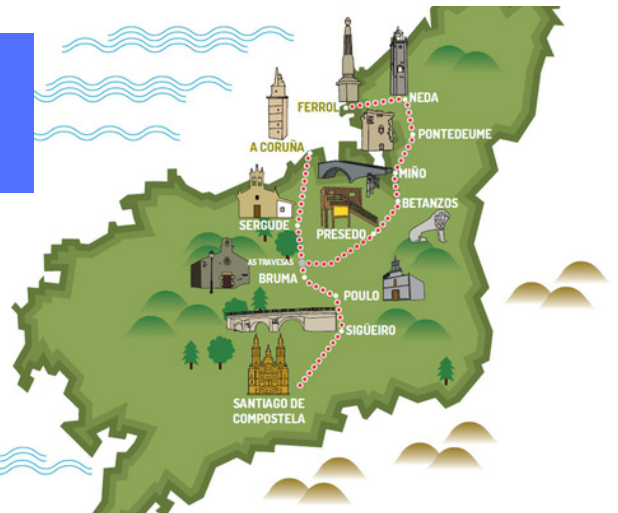 FERROL
NEDA
PONTEDEUME
A CORUÑA
MIÑO
BETANZOS
SERGUDE
PRESEDO
AS TRAVESAS
BRUMA
POULO
SIGÜEIRO
SANTIAGO DE
COMPOSTELA